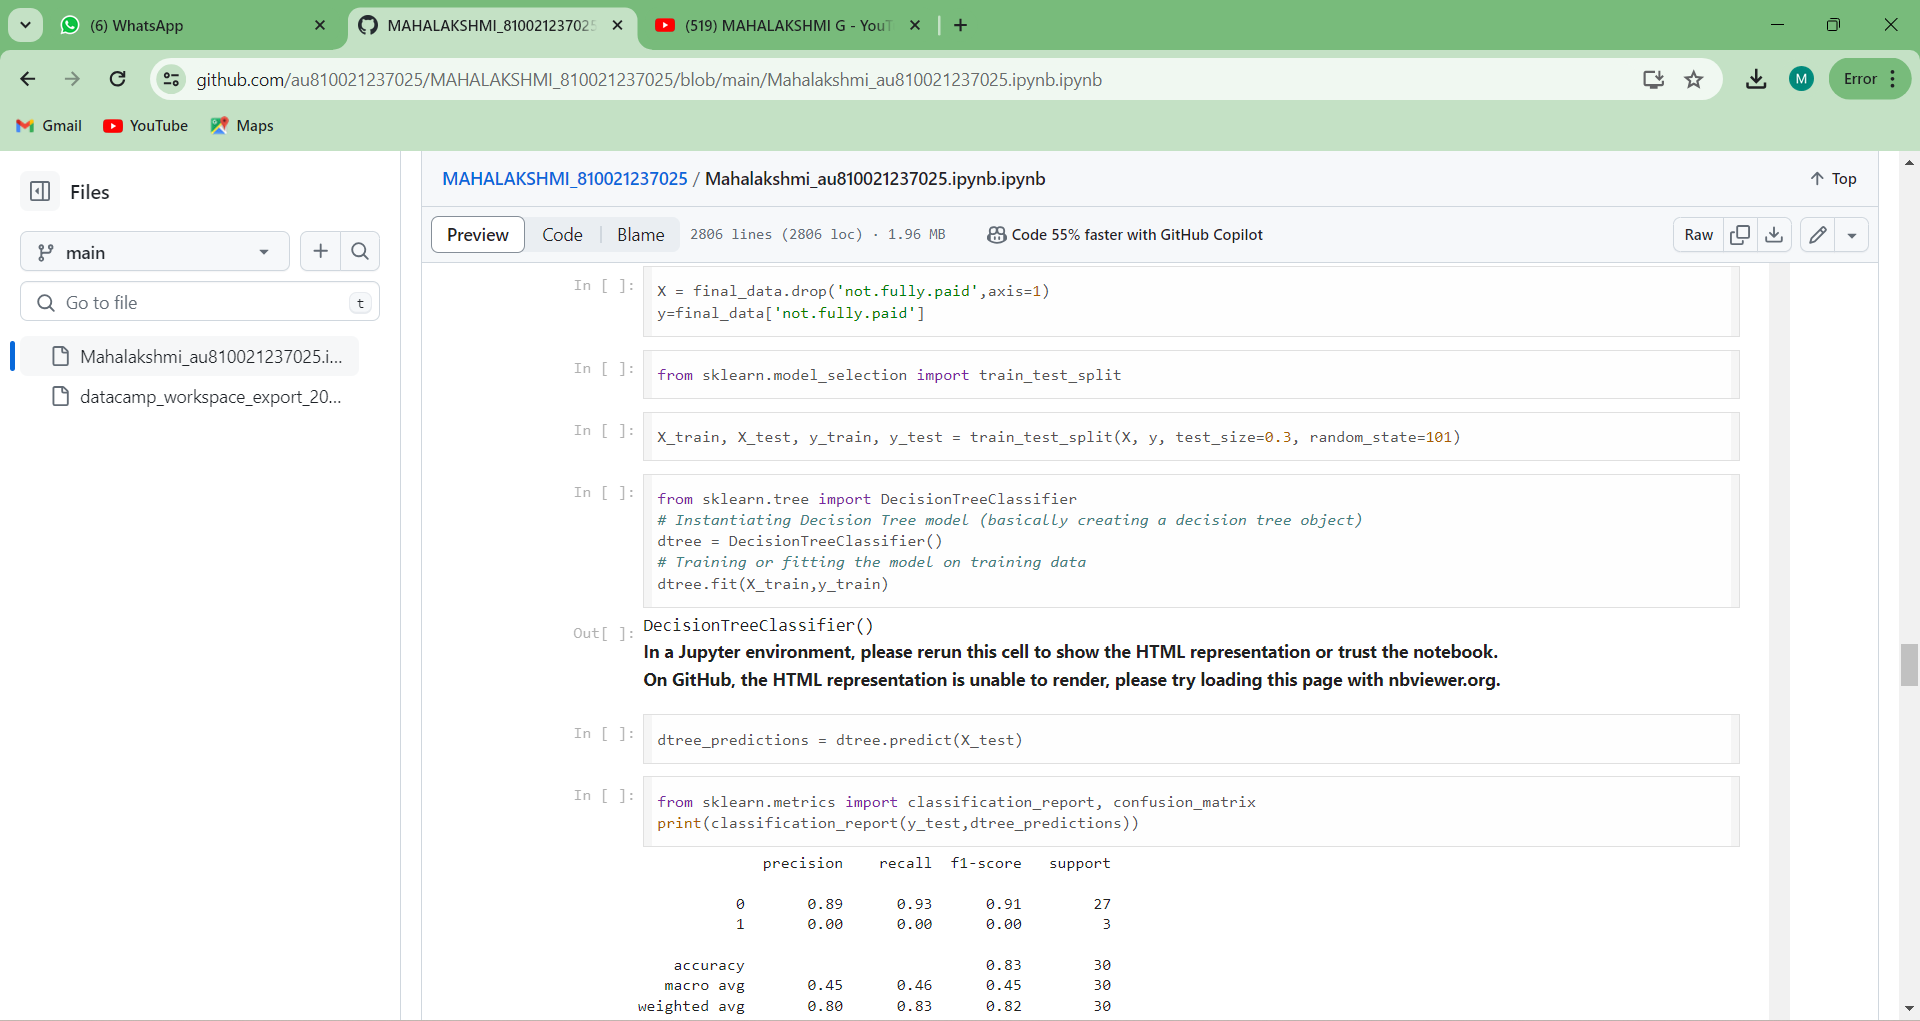 (6) WhatsApp
MAHALAKSHMI_810021237025
(519) MAHALAKSHMI G - YouT
github.com/au810021237025/MAHALAKSHMI_810021237025/blob/main/Mahalakshmi_au810021237025.ipynb.ipynb
M
Error
Gmail YouTube Maps
Files
MAHALAKSHMI_810021237025 / Mahalakshmi_au810021237025.ipynb.ipynb
Top
main
Preview Code Blame 2806 lines (2806 loc) · 1.96 MB Code 55% faster with GitHub Copilot Raw
Go to file t
Mahalakshmi_au810021237025.i...
datacamp_workspace_export_20...
In [ ]: X = final_data.drop('not.fully.paid',axis=1)
y=final_data['not.fully.paid']
In [ ]: from sklearn.model_selection import train_test_split
In [ ]: X_train, X_test, y_train, y_test = train_test_split(X, y, test_size=0.3, random_state=101)
In [ ]: from sklearn.tree import DecisionTreeClassifier
# Instantiating Decision Tree model (basically creating a decision tree object)
dtree = DecisionTreeClassifier()
# Training or fitting the model on training data
dtree.fit(X_train,y_train)
Out[ ]: DecisionTreeClassifier()
In a Jupyter environment, please rerun this cell to show the HTML representation or trust the notebook.
On GitHub, the HTML representation is unable to render, please try loading this page with nbviewer.org.
In [ ]: dtree_predictions = dtree.predict(X_test)
In [ ]: from sklearn.metrics import classification_report, confusion_matrix
print(classification_report(y_test,dtree_predictions))
precision recall f1-score support
0 0.89 0.93 0.91 27
1 0.00 0.00 0.00 3
accuracy 0.83 30
macro avg 0.45 0.46 0.45 30
weighted avg 0.80 0.83 0.82 30